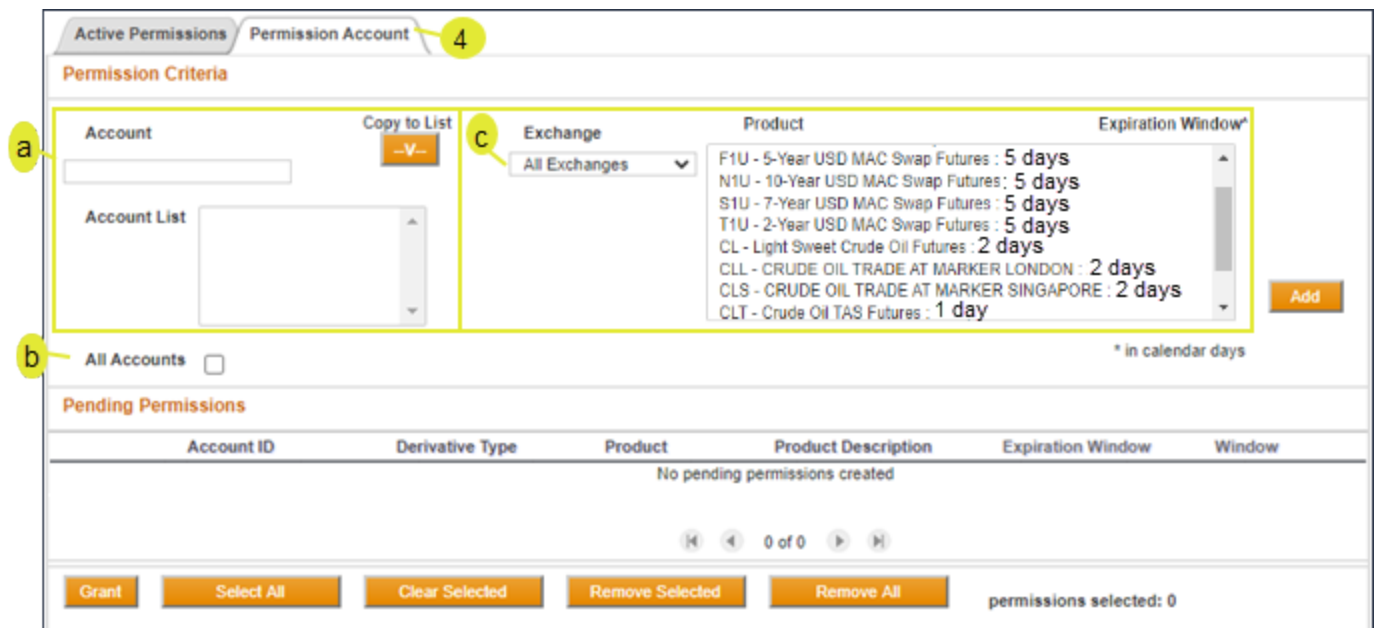 Active Permissions Permission Account 4
Permission Criteria
a Account Copy to List c Exchange Product Expiration Window^
--V-- All Exchanges
F1U - 5-Year USD MAC Swap Futures : 5 days
N1U - 10-Year USD MAC Swap Futures: 5 days
S1U - 7-Year USD MAC Swap Futures : 5 days
Account List T1U - 2-Year USD MAC Swap Futures : 5 days
CL - Light Sweet Crude Oil Futures : 2 days
CLL - CRUDE OIL TRADE AT MARKER LONDON : 2 days
CLS - CRUDE OIL TRADE AT MARKER SINGAPORE : 2 days
CLT - Crude Oil TAS Futures : 1 day Add
b All Accounts * in calendar days
Pending Permissions
Account ID Derivative Type Product Product Description Expiration Window Window
No pending permissions created
0 of 0
Grant Select All Clear Selected Remove Selected Remove All permissions selected: 0